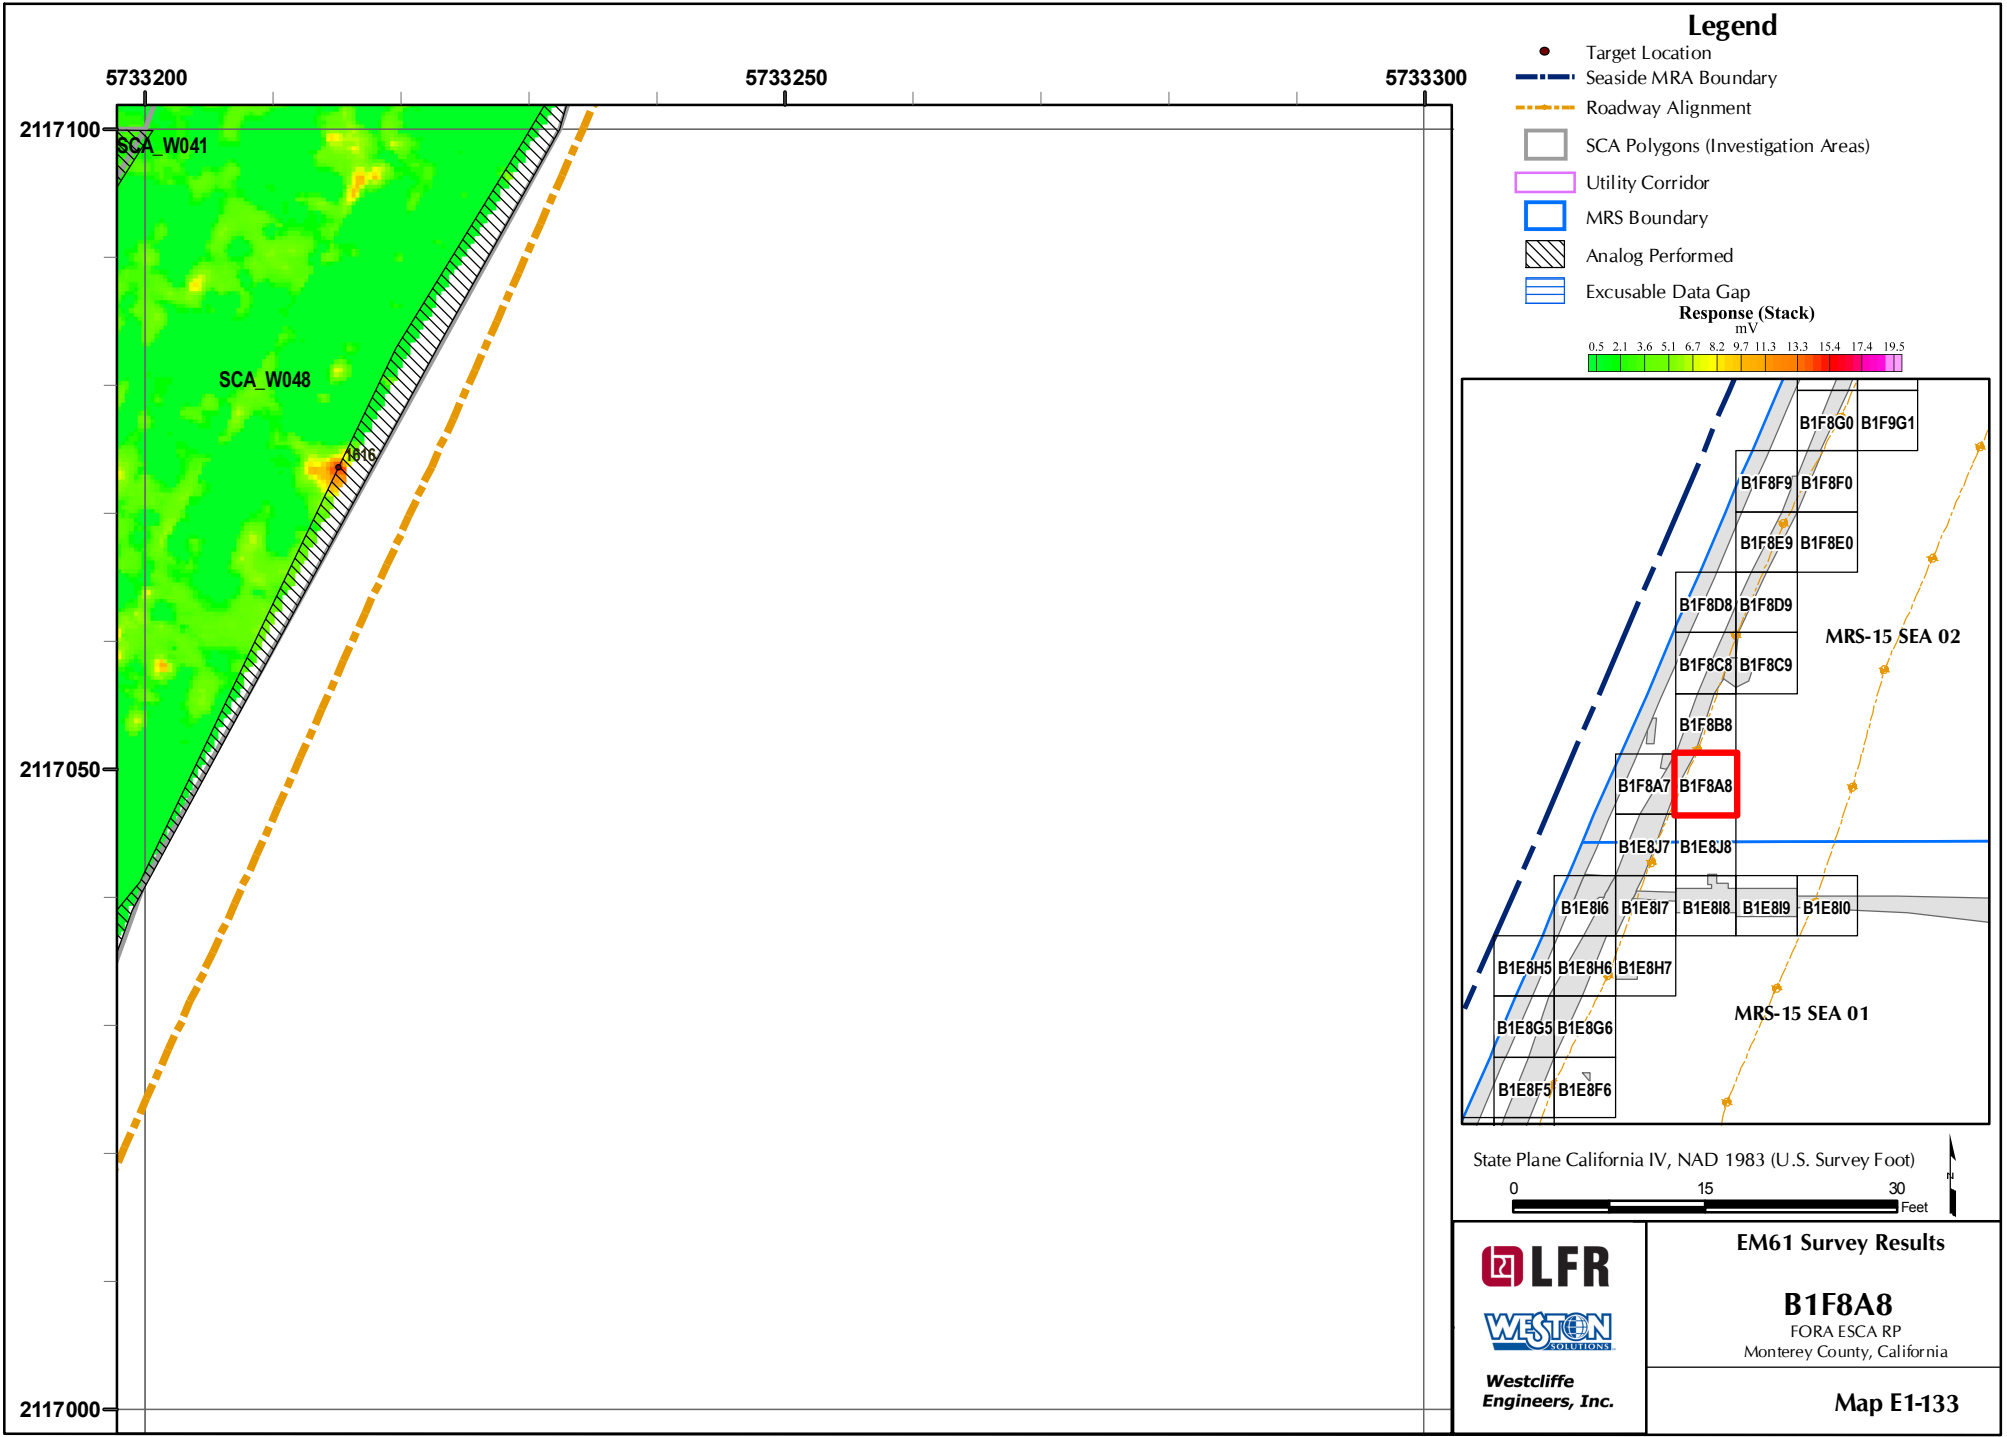 Legend
Target Location
Seaside MRA Boundary
Roadway Alignment
SCA Polygons (Investigation Areas)
Utility Corridor
MRS Boundary
Analog Performed
Excusable Data Gap
Response (Stack)
mV
0.5 2.1 3.6 5.1 6.7 8.2 9.7 11.3 13.3 15.4 17.4 19.5
5733200 5733250 5733300
2117100
SCA_W041
SCA_W048
1616
2117050
2117000
B1F8G0 B1F9G1
B1F8F9 B1F8F0
B1F8E9 B1F8E0
B1F8D8 B1F8D9
MRS-15 SEA 02
B1F8C8 B1F8C9
B1F8B8
B1F8A7 B1F8A8
B1E8J7 B1E8J8
B1E8I6 B1E8I7 B1E8I8 B1E8I9 B1E8I0
B1E8H5 B1E8H6 B1E8H7
MRS-15 SEA 01
B1E8G5 B1E8G6
B1E8F5 B1E8F6
State Plane California IV, NAD 1983 (U.S. Survey Foot)
0 15 30
Feet
N
LFR
WESTON
SOLUTIONS
Westcliffe
Engineers, Inc.
EM61 Survey Results
B1F8A8
FORA ESCA RP
Monterey County, California
Map E1-133